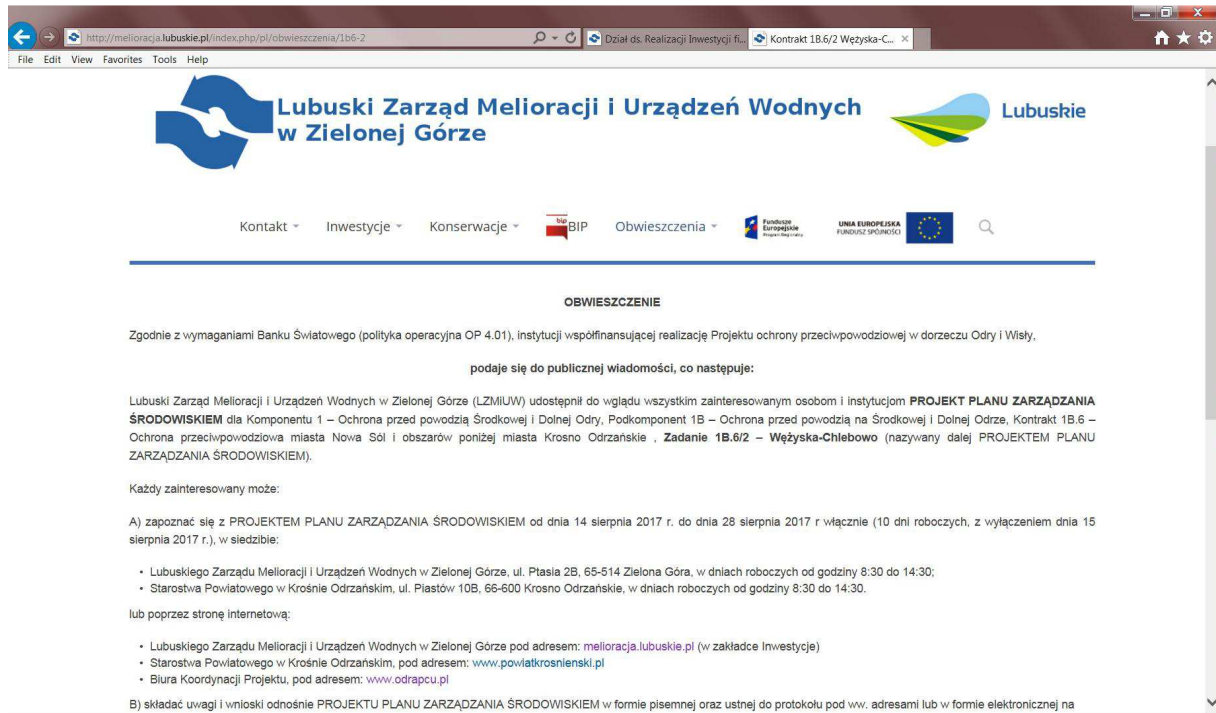 http://melioracja.lubuskie.pl/index.php/pl/obwieszczenia/1b6-2
Dział ds. Realizacji Inwestycji fi...
Kontrakt 1B.6/2 Wężyska-C...
File Edit View Favorites Tools Help
Lubuski Zarząd Melioracji i Urządzeń Wodnych
w Zielonej Górze
Lubuskie
Kontakt Inwestycje Konserwacje bip BIP Obwieszczenia
Fundusze
Europejskie
Program Regionalny
UNIA EUROPEJSKA
FUNDUSZ SPÓJNOŚCI
OBWIESZCZENIE
Zgodnie z wymaganiami Banku Światowego (polityka operacyjna OP 4.01), instytucji współfinansującej realizację Projektu ochrony przeciwpowodziowej w dorzeczu Odry i Wisły,
podaje się do publicznej wiadomości, co następuje:
Lubuski Zarząd Melioracji i Urządzeń Wodnych w Zielonej Górze (LZMiUW) udostępnił do wglądu wszystkim zainteresowanym osobom i instytucjom PROJEKT PLANU ZARZĄDZANIA
ŚRODOWISKIEM dla Komponentu 1 – Ochrona przed powodzią Środkowej i Dolnej Odry, Podkomponent 1B – Ochrona przed powodzią na Środkowej i Dolnej Odrze, Kontrakt 1B.6 –
Ochrona przeciwpowodziowa miasta Nowa Sól i obszarów poniżej miasta Krosno Odrzańskie , Zadanie 1B.6/2 – Wężyska-Chlebowo (nazywany dalej PROJEKTEM PLANU
ZARZĄDZANIA ŚRODOWISKIEM).
Każdy zainteresowany może:
A) zapoznać się z PROJEKTEM PLANU ZARZĄDZANIA ŚRODOWISKIEM od dnia 14 sierpnia 2017 r. do dnia 28 sierpnia 2017 r włącznie (10 dni roboczych, z wyłączeniem dnia 15
sierpnia 2017 r.), w siedzibie:
• Lubuskiego Zarządu Melioracji i Urządzeń Wodnych w Zielonej Górze, ul. Ptasia 2B, 65-514 Zielona Góra, w dniach roboczych od godziny 8:30 do 14:30;
• Starostwa Powiatowego w Krośnie Odrzańskim, ul. Piastów 10B, 66-600 Krosno Odrzańskie, w dniach roboczych od godziny 8:30 do 14:30.
lub poprzez stronę internetową:
• Lubuskiego Zarządu Melioracji i Urządzeń Wodnych w Zielonej Górze pod adresem: melioracja.lubuskie.pl (w zakładce Inwestycje)
• Starostwa Powiatowego w Krośnie Odrzańskim, pod adresem: www.powiatkrosnienski.pl
• Biura Koordynacji Projektu, pod adresem: www.odrapcu.pl
B) składać uwagi i wnioski odnośnie PROJEKTU PLANU ZARZĄDZANIA ŚRODOWISKIEM w formie pisemnej oraz ustnej do protokołu pod ww. adresami lub w formie elektronicznej na